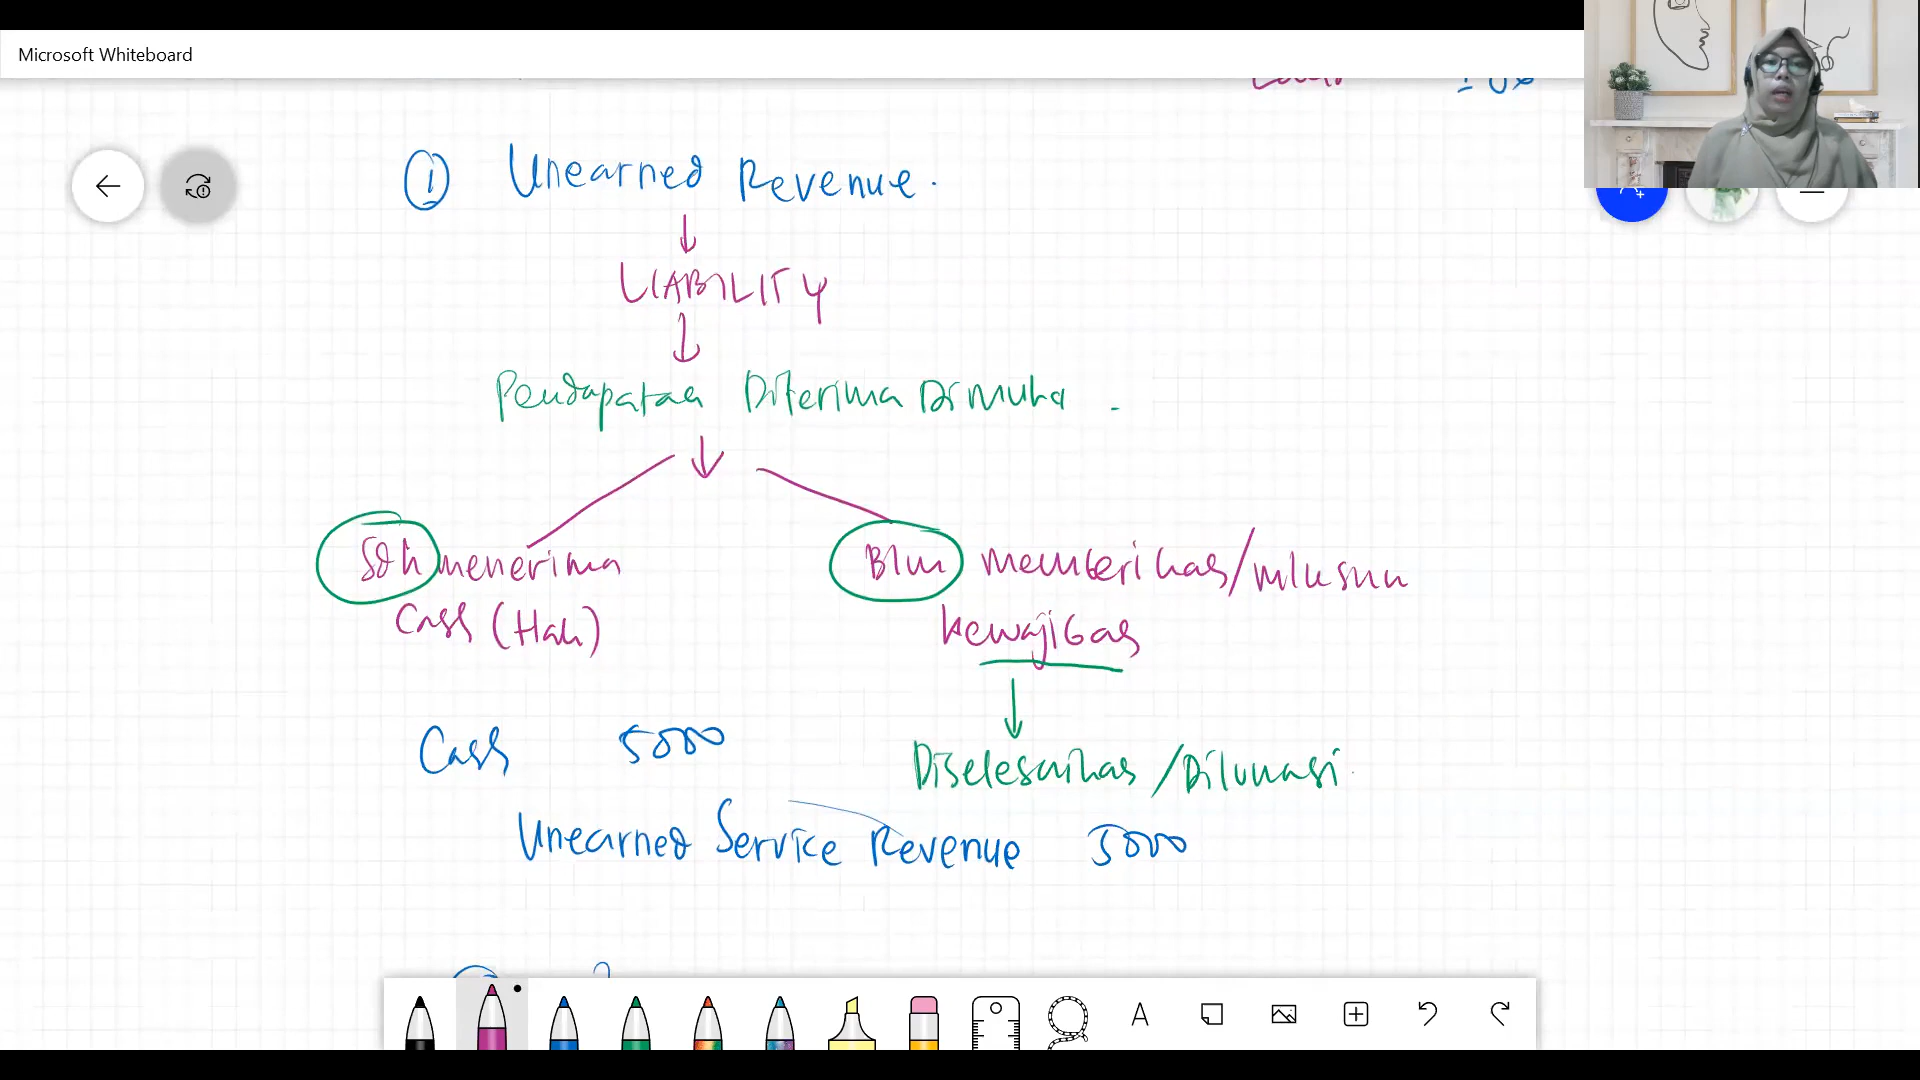 Microsoft Whiteboard
① Unearned Revenue.
LIABILITY
Pendapatan Diterima Dimuka.
Sdh menerima
Cash (Hak)
Blm memberikan/mlksnn
kewajiban
Cash 5000
Diselesaikan/Dilunasi.
Unearned Service Revenue 5000
A